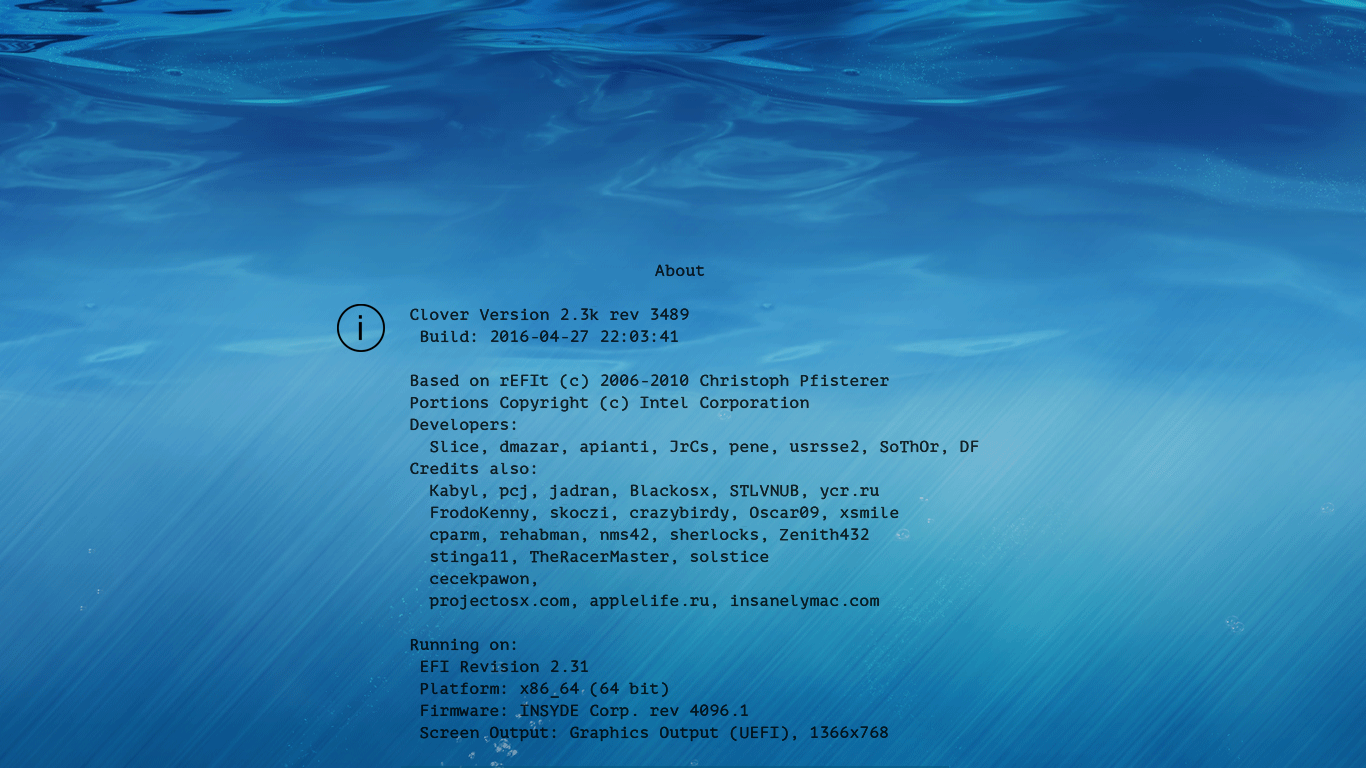 About
i
Clover Version 2.3k rev 3489
Build: 2016-04-27 22:03:41
Based on rEFIt (c) 2006-2010 Christoph Pfisterer
Portions Copyright (c) Intel Corporation
Developers:
Slice, dmazar, apianti, JrCs, pene, usrsse2, SoThOr, DF
Credits also:
Kabyl, pcj, jadran, Blackosx, STLVNUB, ycr.ru
FrodoKenny, skoczi, crazybirdy, Oscar09, xsmile
cparm, rehabman, nms42, sherlocks, Zenith432
stinga11, TheRacerMaster, solstice
cecekpawon,
projectosx.com, applelife.ru, insanelymac.com
Running on:
EFI Revision 2.31
Platform: x86_64 (64 bit)
Firmware: INSYDE Corp. rev 4096.1
Screen Output: Graphics Output (UEFI), 1366x768